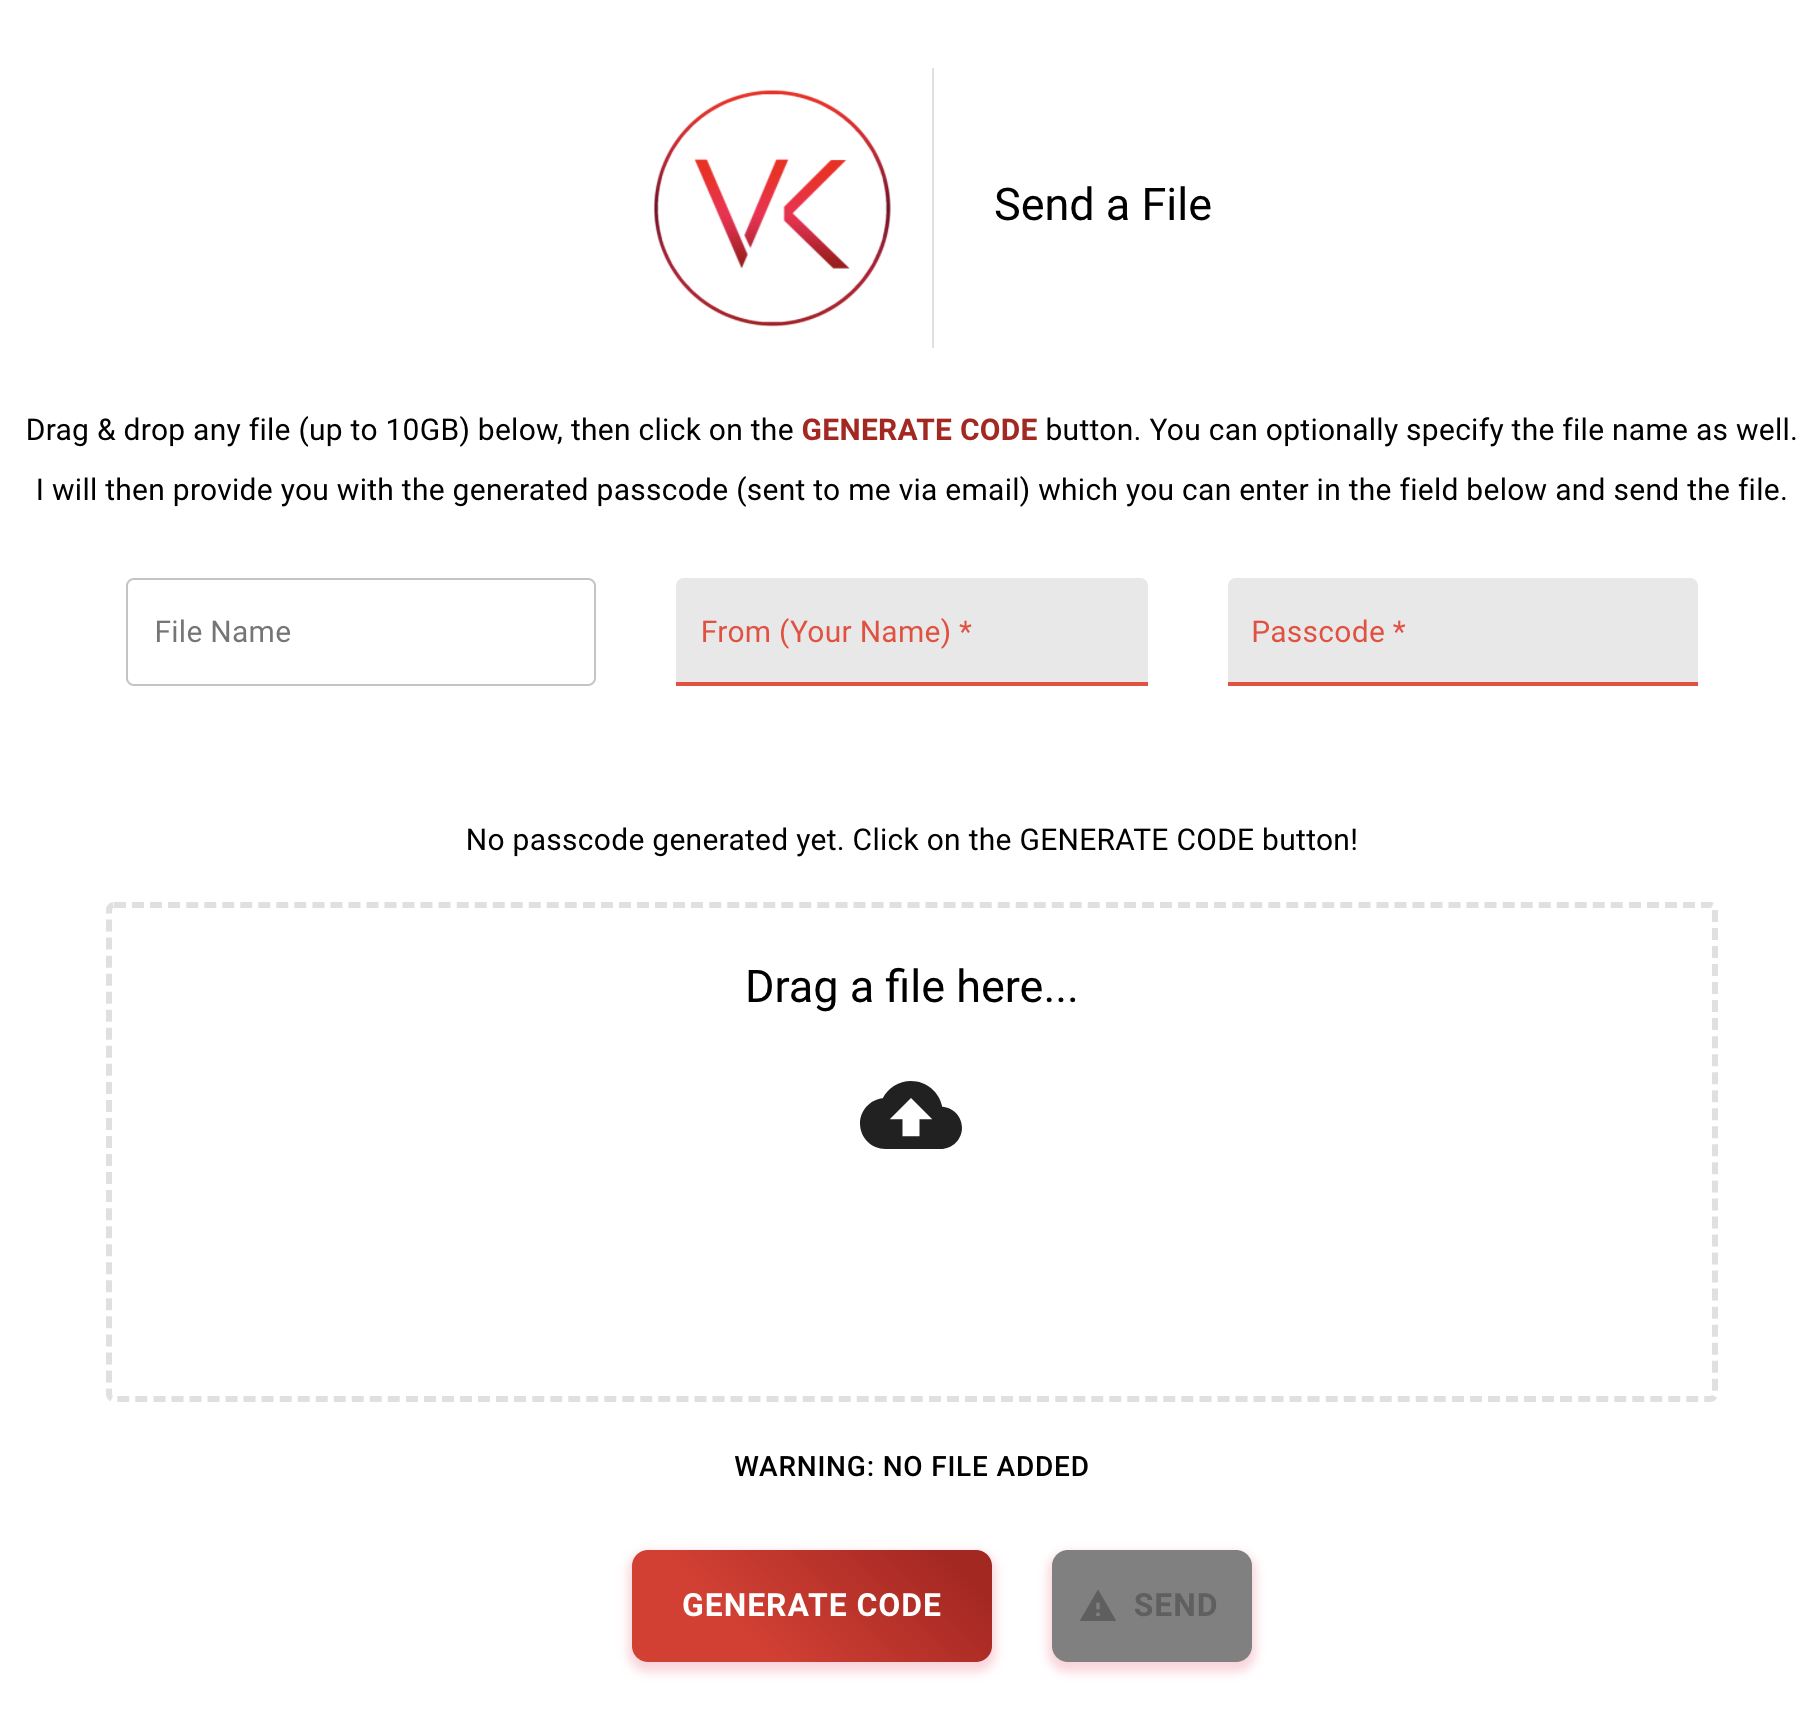 VK
Send a File
Drag & drop any file (up to 10GB) below, then click on the GENERATE CODE button. You can optionally specify the file name as well.
I will then provide you with the generated passcode (sent to me via email) which you can enter in the field below and send the file.
File Name
From (Your Name) *
Passcode *
No passcode generated yet. Click on the GENERATE CODE button!
Drag a file here...
WARNING: NO FILE ADDED
GENERATE CODE
SEND